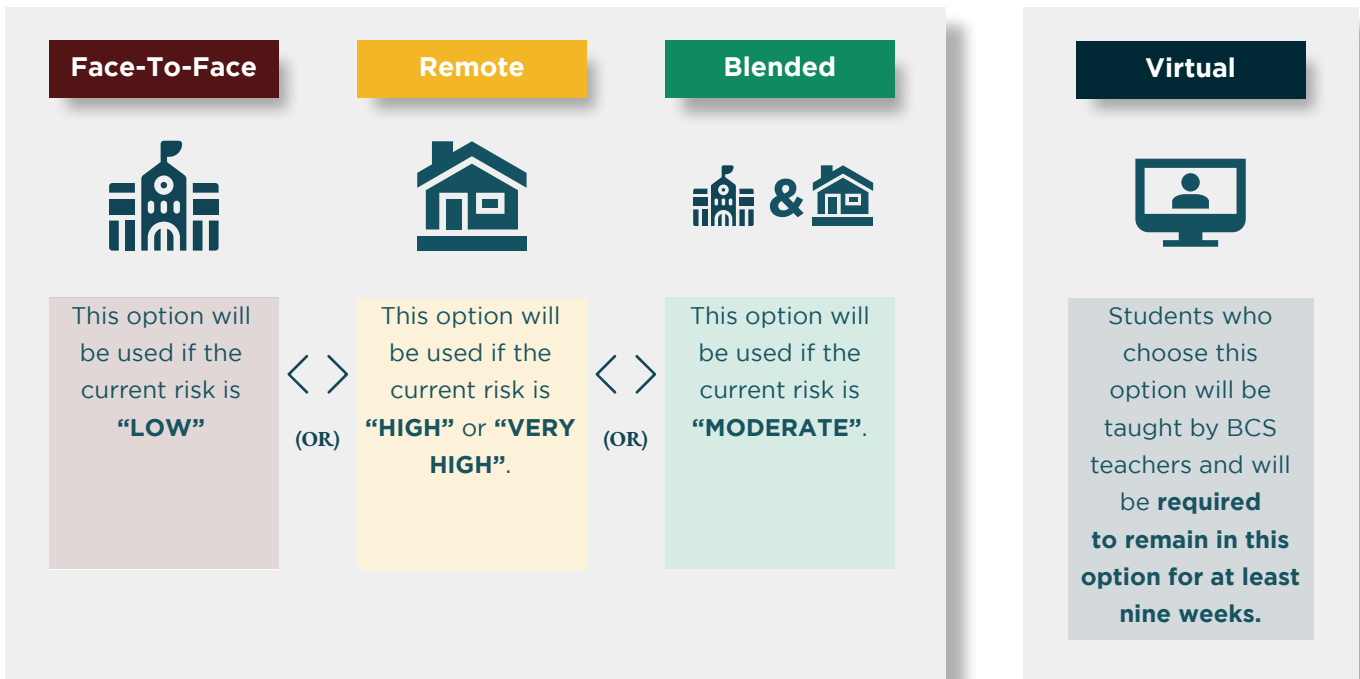 Face-To-Face
This option will
be used if the
current risk is
“LOW”
(OR)
Remote
This option will
be used if the
current risk is
“HIGH” or “VERY
HIGH”.
(OR)
Blended
&
This option will
be used if the
current risk is
“MODERATE”.
Virtual
Students who
choose this
option will be
taught by BCS
teachers and will
be required
to remain in this
option for at least
nine weeks.